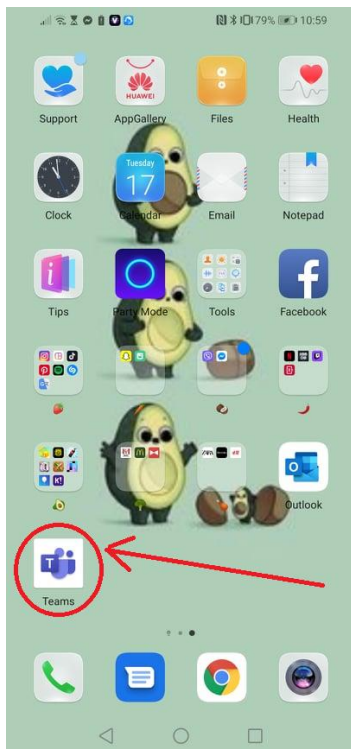 79% 10:59
Support AppGallery Files Health
HUAWEI
Tuesday
17
Clock Calendar Email Notepad
Tips Party Mode Tools Facebook
Outlook
Teams